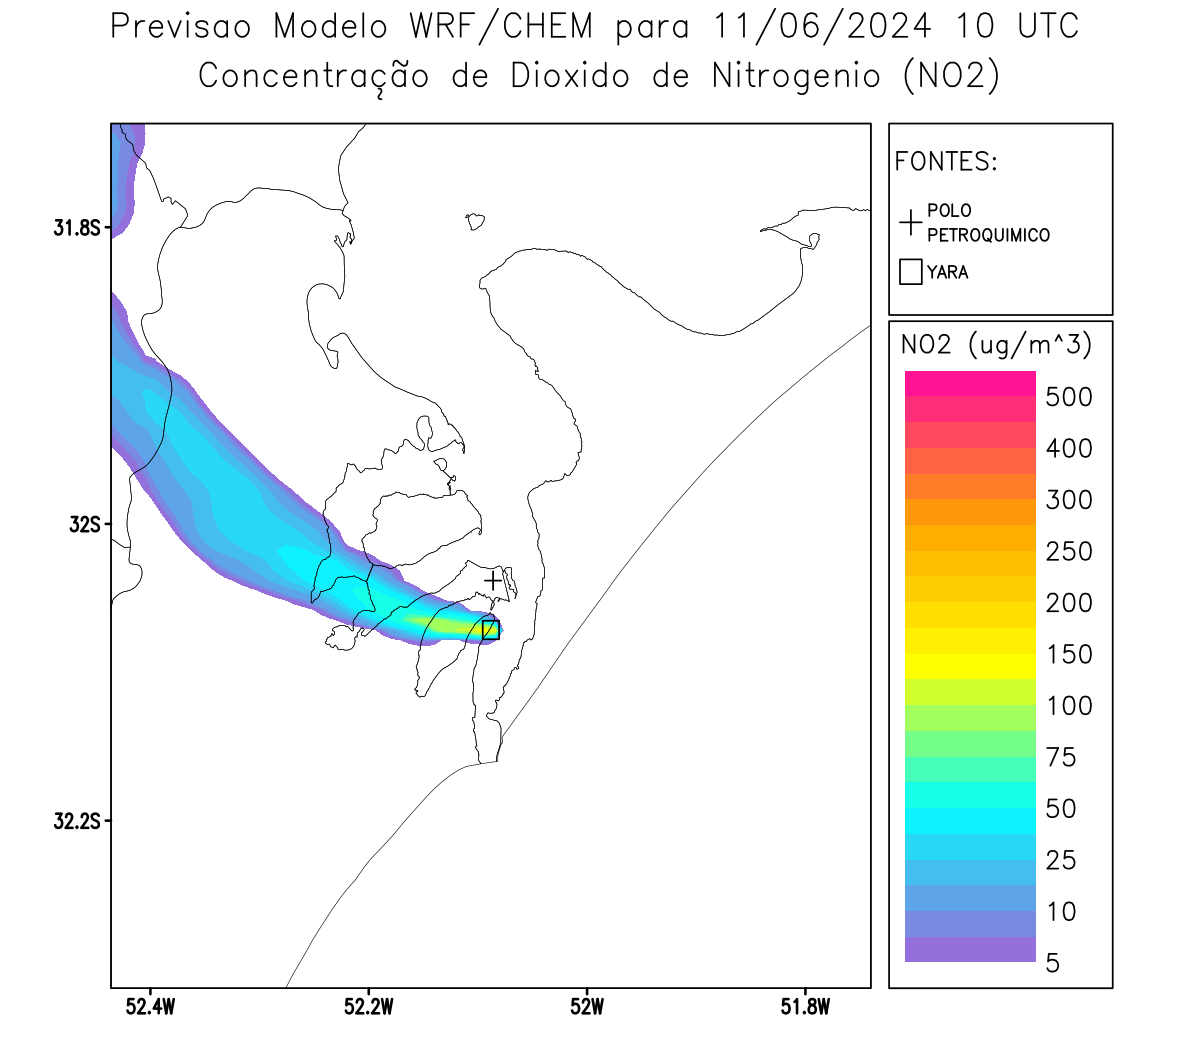 Previsao Modelo WRF/CHEM para 11/06/2024 10 UTC
Concentração de Dioxido de Nitrogenio (NO2)
FONTES:
POLO
PETROQUIMICO
YARA
NO2 (ug/m^3)
500
400
300
250
200
150
100
75
50
25
10
5
31.8S
32S
32.2S
52.4W
52.2W
52W
51.8W